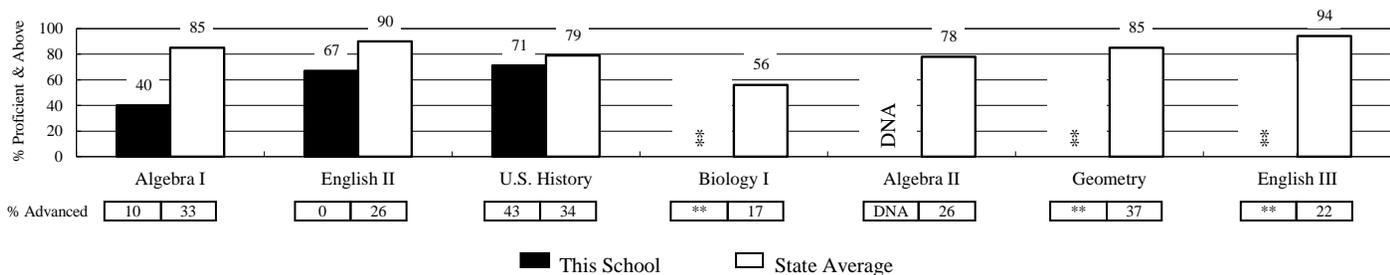 % Proficient & Above
100
80
60
40
20
0
40 85
67 90
71 79
** 56
DNA 78
** 85
** 94
Algebra I English II U.S. History Biology I Algebra II Geometry English III
% Advanced 10 33 0 26 43 34 ** 17 DNA 26 ** 37 ** 22
This School State Average